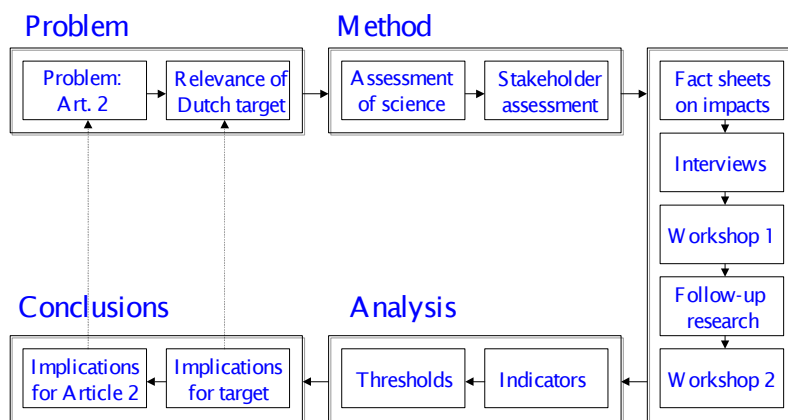 Problem
Problem:
Art. 2
Relevance of
Dutch target
Method
Assessment
of science
Stakeholder
assessment
Fact sheets
on impacts
Interviews
Workshop 1
Follow-up
research
Workshop 2
Analysis
Indicators
Thresholds
Conclusions
Implications
for target
Implications
for Article 2